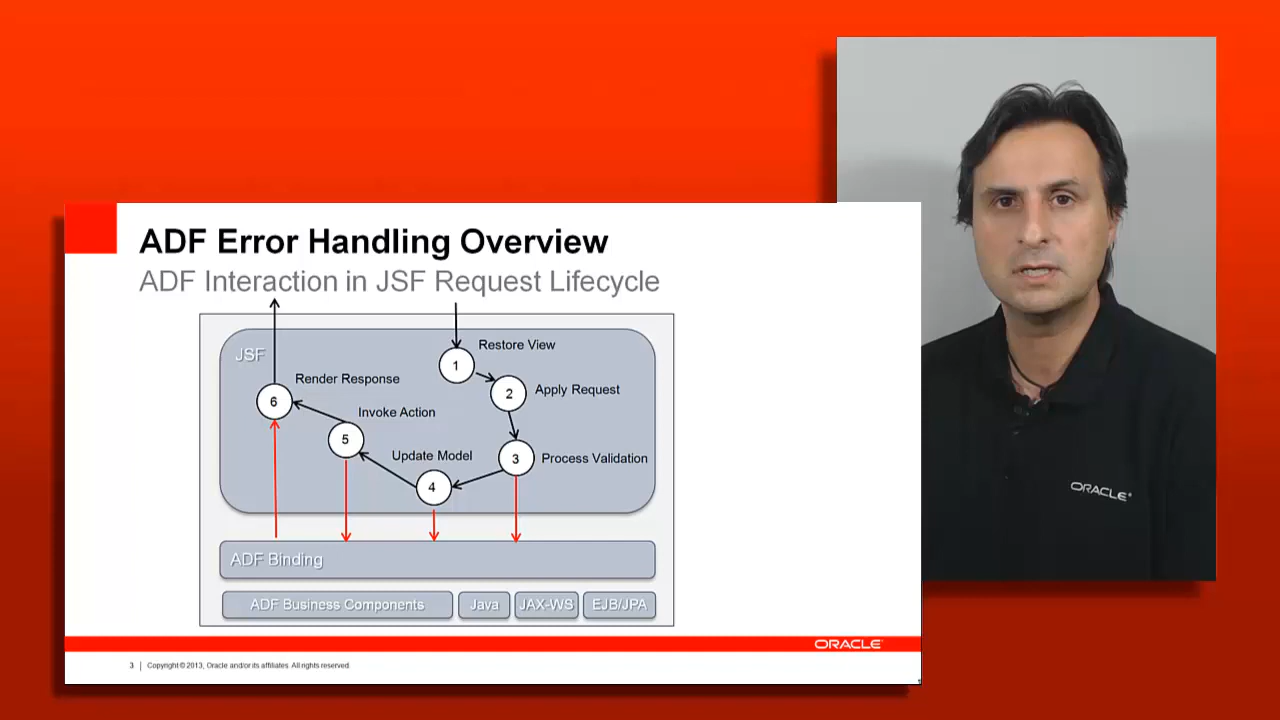 ADF Error Handling Overview
ADF Interaction in JSF Request Lifecycle
JSF
1
Restore View
2
Apply Request
3
Process Validation
4
Update Model
5
Invoke Action
6
Render Response
ADF Binding
ADF Business Components
Java
JAX-WS
EJB/JPA
ORACLE
3 | Copyright © 2013, Oracle and/or its affiliates. All rights reserved.
ORACLE